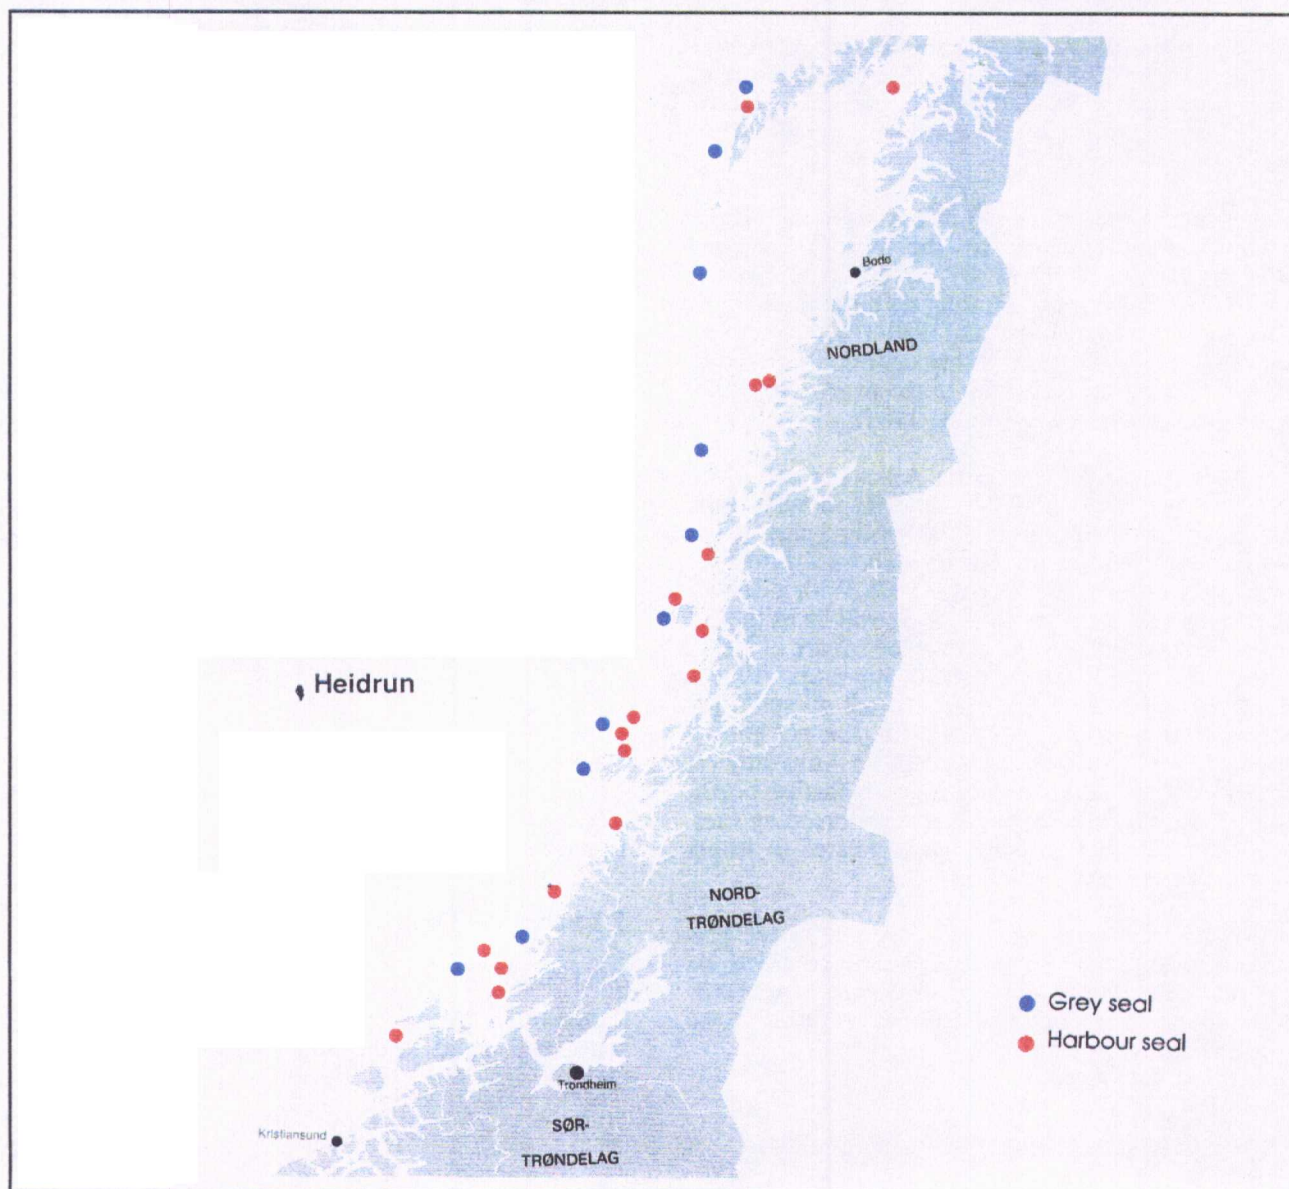 Bodø
NORDLAND
Heidrun
NORD-
TRØNDELAG
Grey seal
Harbour seal
Trondheim
Kristiansund
SØR-
TRØNDELAG